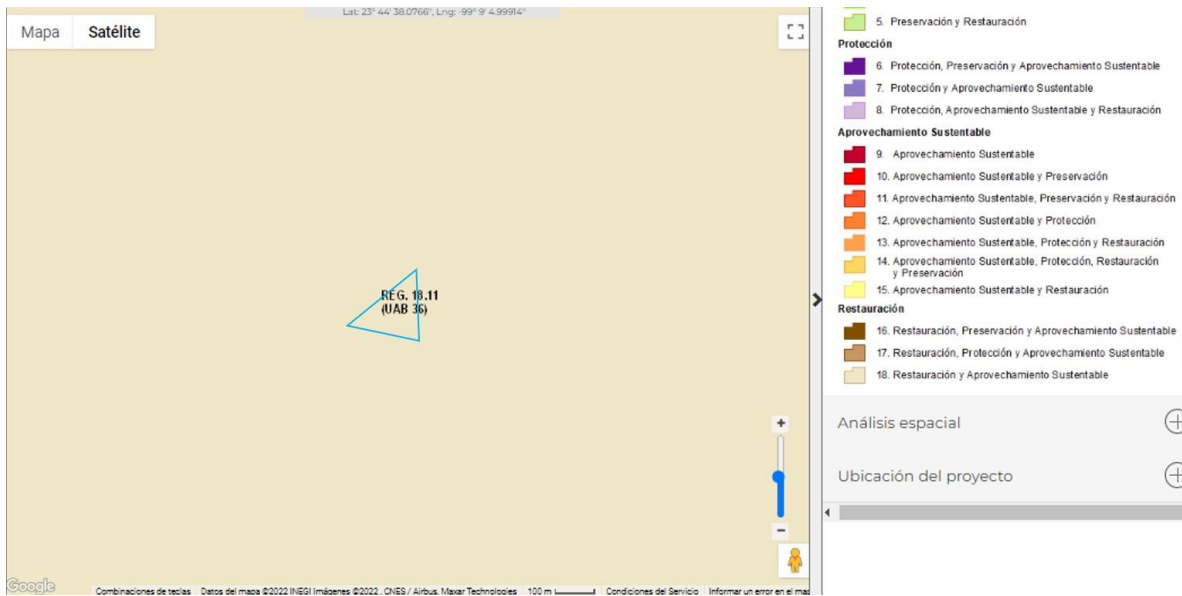 Lat: 23° 44' 38.0766", Lng: -99° 9' 4.99914"
Mapa Satélite
REG. 18.11
(UAB 36)
Google
Combinaciones de teclas Datos del mapa ©2022 INEGI Imágenes ©2022 , CNES / Airbus, Maxar Technologies 100 m Condiciones del Servicio Informar un error en el map
5. Preservación y Restauración
Protección
6. Protección, Preservación y Aprovechamiento Sustentable
7. Protección y Aprovechamiento Sustentable
8. Protección, Aprovechamiento Sustentable y Restauración
Aprovechamiento Sustentable
9. Aprovechamiento Sustentable
10. Aprovechamiento Sustentable y Preservación
11. Aprovechamiento Sustentable, Preservación y Restauración
12. Aprovechamiento Sustentable y Protección
13. Aprovechamiento Sustentable, Protección y Restauración
14. Aprovechamiento Sustentable, Protección, Restauración
y Preservación
15. Aprovechamiento Sustentable y Restauración
Restauración
16. Restauración, Preservación y Aprovechamiento Sustentable
17. Restauración, Protección y Aprovechamiento Sustentable
18. Restauración y Aprovechamiento Sustentable
Análisis espacial
Ubicación del proyecto